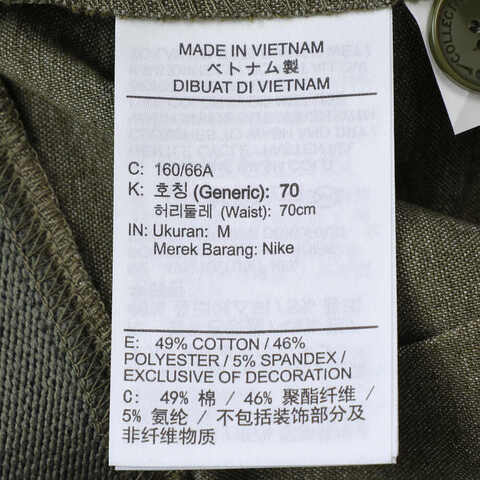 MADE IN VIETNAM
ベトナム製
DIBUAT DI VIETNAM
C: 160/66A
K: 호칭 (Generic): 70
허리둘레 (Waist): 70cm
IN: Ukuran: M
Merek Barang: Nike
E: 49% COTTON / 46%
POLYESTER / 5% SPANDEX /
EXCLUSIVE OF DECORATION
C: 49% 棉 / 46% 聚酯纤维 /
5% 氨纶 / 不包括装饰部分及
非纤维物质
COLLECTION